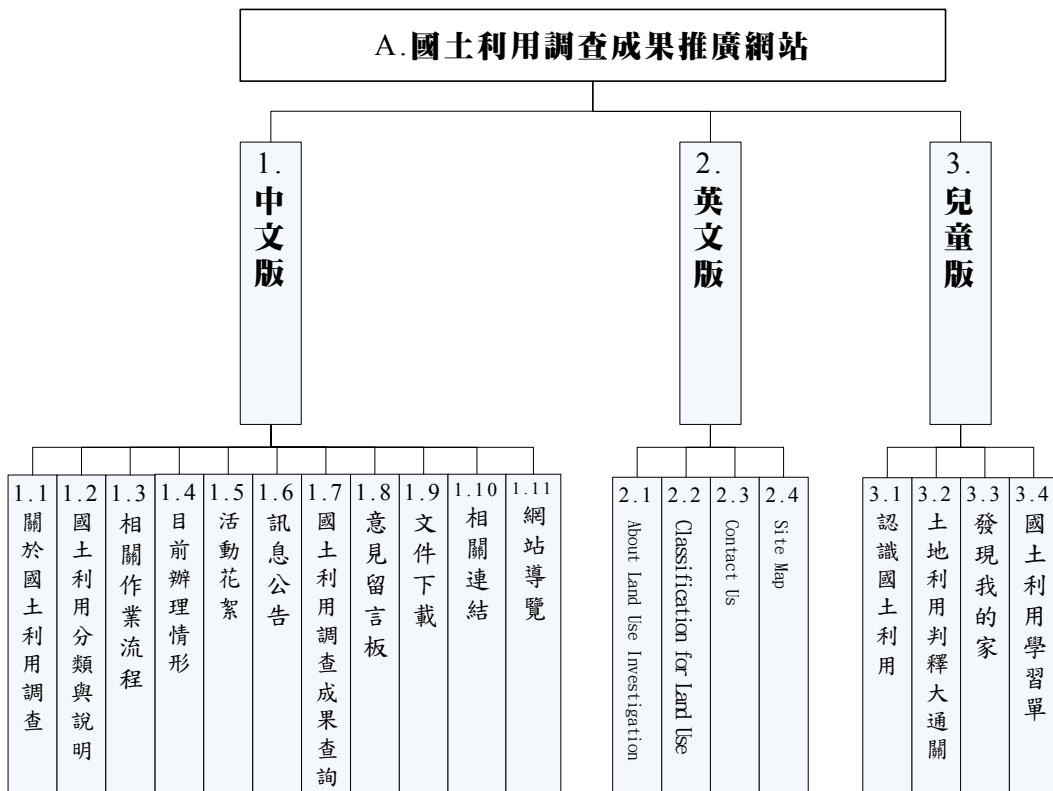 A.國土利用調查成果推廣網站
1.中文版
2.英文版
3.兒童版
1.1關於國土利用調查
1.2國土利用分類與說明
1.3相關作業流程
1.4目前辦理情形
1.5活動花絮
1.6訊息公告
1.7國土利用調查成果查詢
1.8意見留言板
1.9文件下載
1.10相關連結
1.11網站導覽
2.1 About Land Use Investigation
2.2 Classification for Land Use
2.3 Contact Us
2.4 Site Map
3.1認識國土利用
3.2土地利用判釋大通關
3.3發現我的家
3.4國土利用學習單